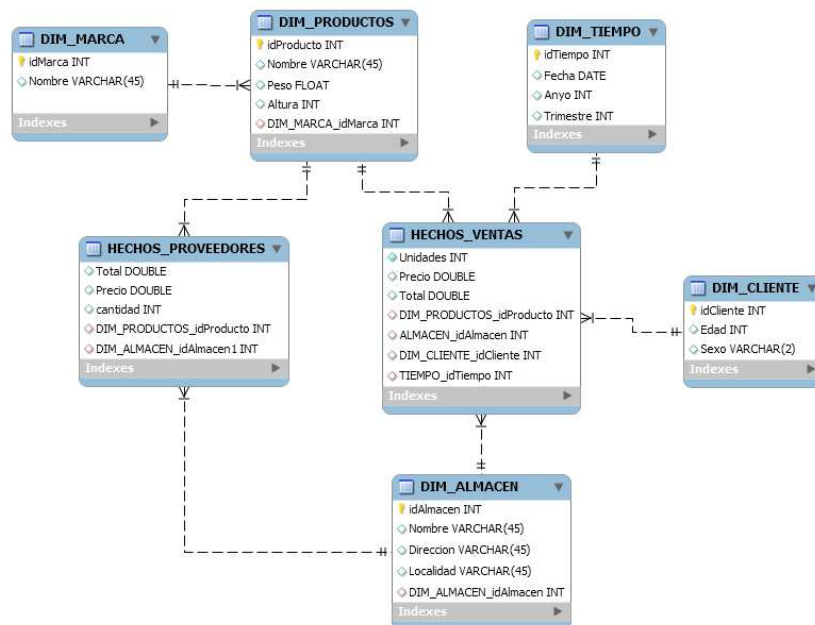 DIM_MARCA
idMarca INT
Nombre VARCHAR(45)
Indexes
DIM_PRODUCTOS
idProducto INT
Nombre VARCHAR(45)
Peso FLOAT
Altura INT
DIM_MARCA_idMarca INT
Indexes
DIM_TIEMPO
idTiempo INT
Fecha DATE
Anyo INT
Trimestre INT
Indexes
HECHOS_PROVEEDORES
Total DOUBLE
Precio DOUBLE
cantidad INT
DIM_PRODUCTOS_idProducto INT
DIM_ALMACEN_idAlmacen1 INT
Indexes
HECHOS_VENTAS
Unidades INT
Precio DOUBLE
Total DOUBLE
DIM_PRODUCTOS_idProducto INT
ALMACEN_idAlmacen INT
DIM_CLIENTE_idCliente INT
TIEMPO_idTiempo INT
Indexes
DIM_CLIENTE
idCliente INT
Edad INT
Sexo VARCHAR(2)
Indexes
DIM_ALMACEN
idAlmacen INT
Nombre VARCHAR(45)
Direccion VARCHAR(45)
Localidad VARCHAR(45)
DIM_ALMACEN_idAlmacen INT
Indexes